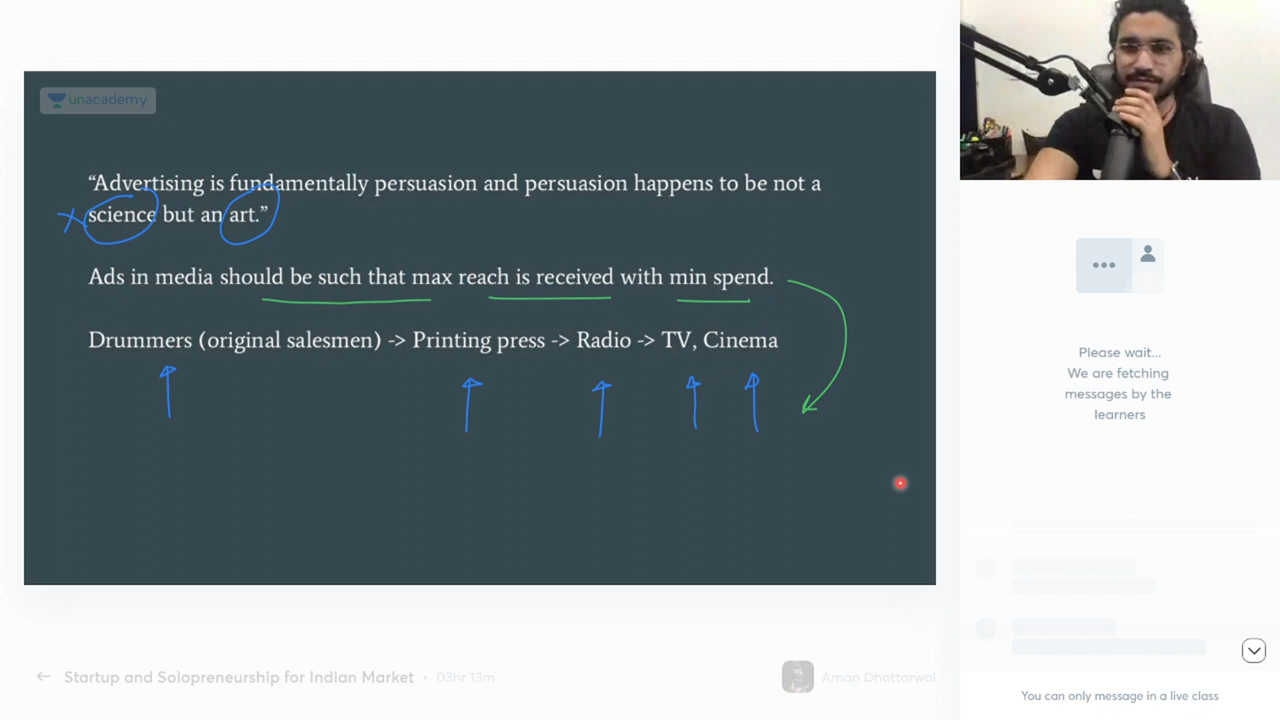 unacademy
“Advertising is fundamentally persuasion and persuasion happens to be not a
science but an art.”
Ads in media should be such that max reach is received with min spend.
Drummers (original salesmen) -> Printing press -> Radio -> TV, Cinema
Please wait...
We are fetching
messages by the
learners
Startup and Solopreneurship for Indian Market • 03hr 13m
Aman Dhattarwal
You can only message in a live class